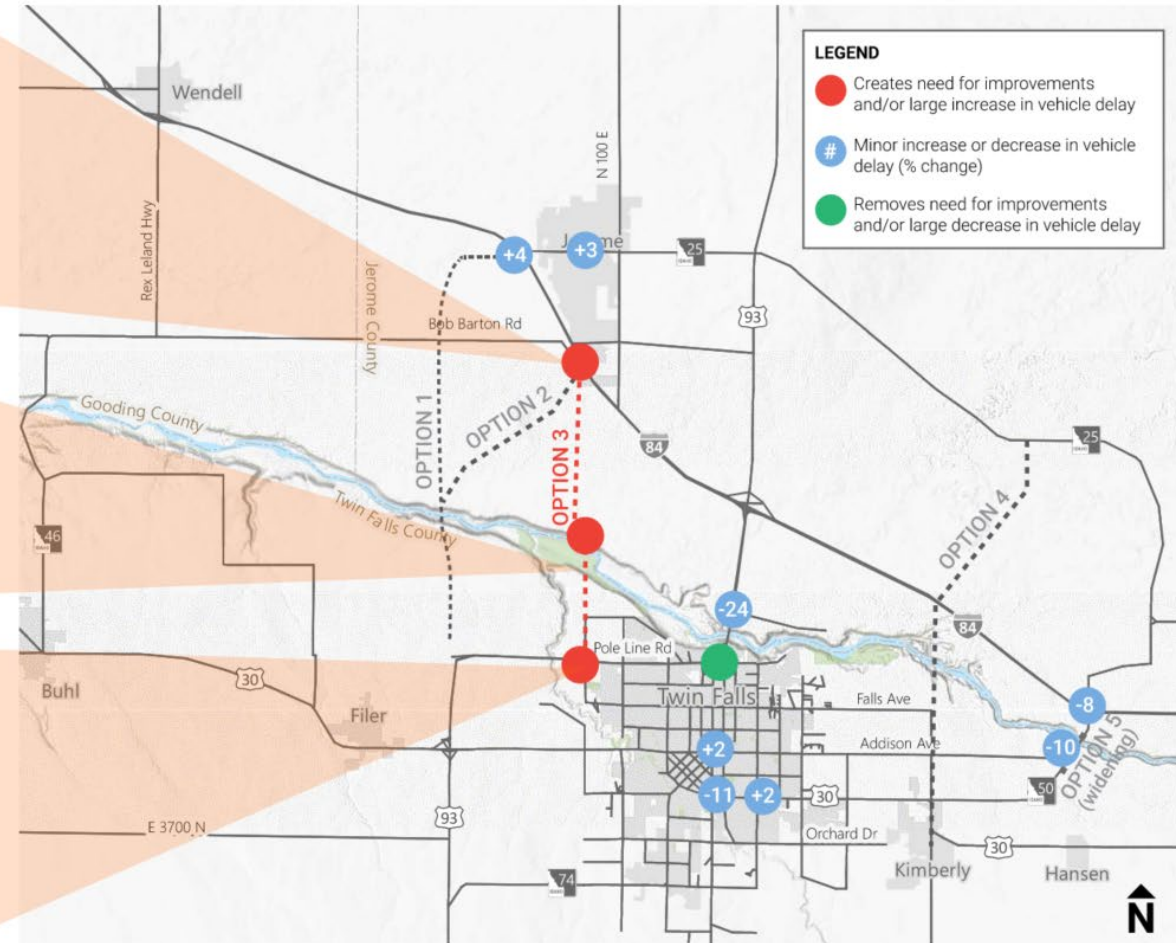 LEGEND
Creates need for improvements
and/or large increase in vehicle delay
#
Minor increase or decrease in vehicle
delay (% change)
Removes need for improvements
and/or large decrease in vehicle delay
Wendell
N 100 E
Rex Leland Hwy
Jerome County
+4
+3
Jerome
25
93
Bob Barton Rd
OPTION 1
OPTION 2
OPTION 3
84
25
Gooding County
Twin Falls County
46
OPTION 4
-24
84
Pole Line Rd
Buhl
30
Filer
Twin Falls
Falls Ave
-8
+2
Addison Ave
-10
OPTION 5
(widening)
-11
+2
30
50
93
E 3700 N
Orchard Dr
30
Kimberly
Hansen
74
N